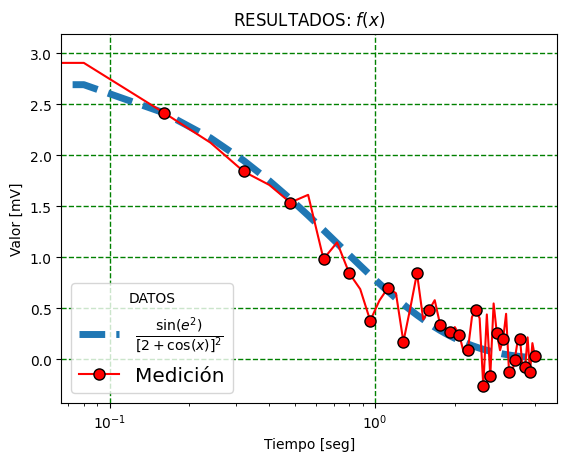 RESULTADOS: f(x)
Valor [mV]
3.0
2.5
2.0
1.5
1.0
0.5
0.0
DATOS
sin(e²)
[2 + cos(x)]²
Medición
10⁻¹
10⁰
Tiempo [seg]